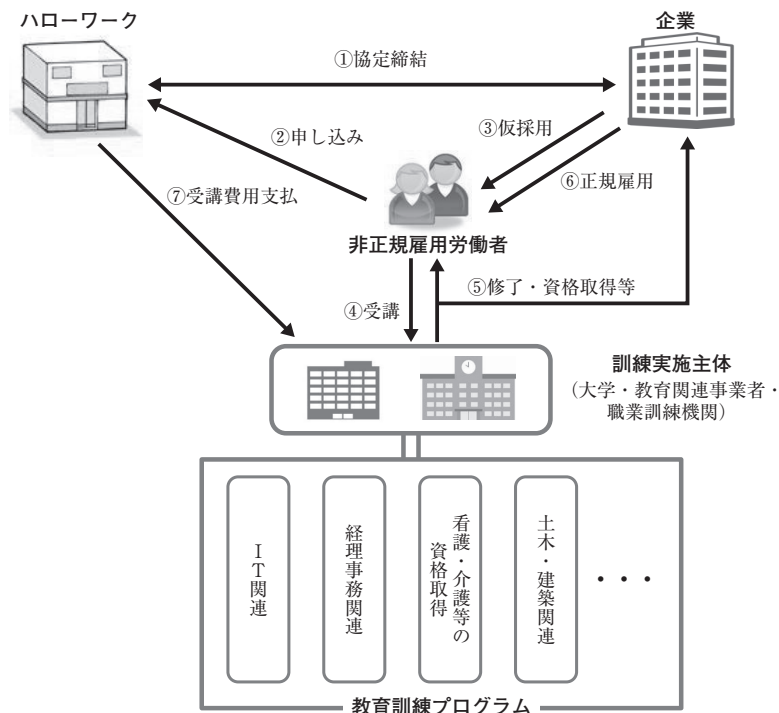 ハローワーク
企業
①協定締結
②申し込み
③仮採用
⑥正規雇用
⑦受講費用支払
非正規雇用労働者
④受講
⑤修了・資格取得等
訓練実施主体
（大学・教育関連事業者・
職業訓練機関）
IT関連
経理事務関連
看護・介護等の
資格取得
土木・建築関連
・・・
教育訓練プログラム